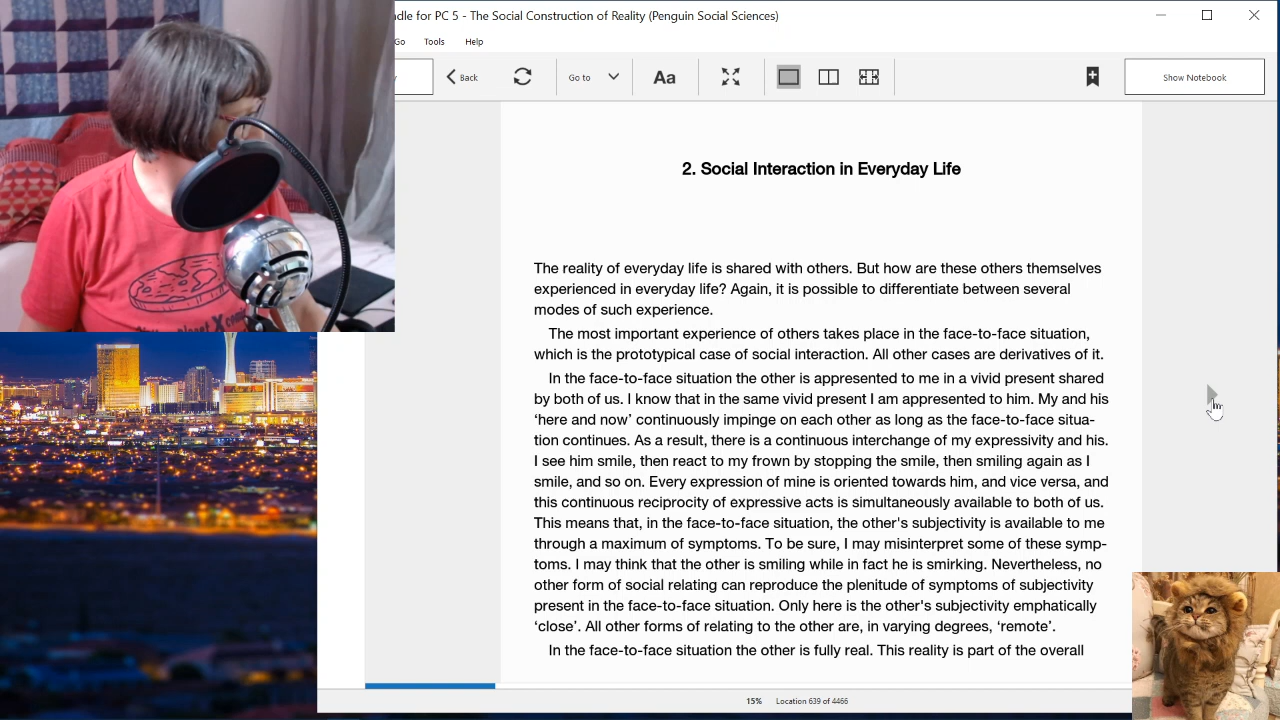 dle for PC 5 - The Social Construction of Reality (Penguin Social Sciences)
Go Tools Help
Back Go to Aa Show Notebook
2. Social Interaction in Everyday Life
The reality of everyday life is shared with others. But how are these others themselves
experienced in everyday life? Again, it is possible to differentiate between several
modes of such experience.
The most important experience of others takes place in the face-to-face situation,
which is the prototypical case of social interaction. All other cases are derivatives of it.
In the face-to-face situation the other is appresented to me in a vivid present shared
by both of us. I know that in the same vivid present I am appresented to him. My and his
‘here and now’ continuously impinge on each other as long as the face-to-face situa-
tion continues. As a result, there is a continuous interchange of my expressivity and his.
I see him smile, then react to my frown by stopping the smile, then smiling again as I
smile, and so on. Every expression of mine is oriented towards him, and vice versa, and
this continuous reciprocity of expressive acts is simultaneously available to both of us.
This means that, in the face-to-face situation, the other's subjectivity is available to me
through a maximum of symptoms. To be sure, I may misinterpret some of these symp-
toms. I may think that the other is smiling while in fact he is smirking. Nevertheless, no
other form of social relating can reproduce the plenitude of symptoms of subjectivity
present in the face-to-face situation. Only here is the other's subjectivity emphatically
‘close’. All other forms of relating to the other are, in varying degrees, ‘remote’.
In the face-to-face situation the other is fully real. This reality is part of the overall
15% Location 639 of 4466